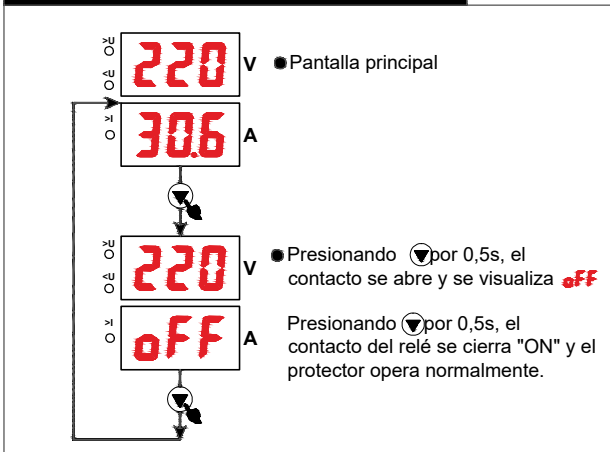 >U
<U
220 V
Pantalla principal
>I
30.6 A
>U
<U
220 V
Presionando por 0,5s, el
contacto se abre y se visualiza oFF
>I
oFF A
Presionando por 0,5s, el
contacto del relé se cierra "ON" y el
protector opera normalmente.